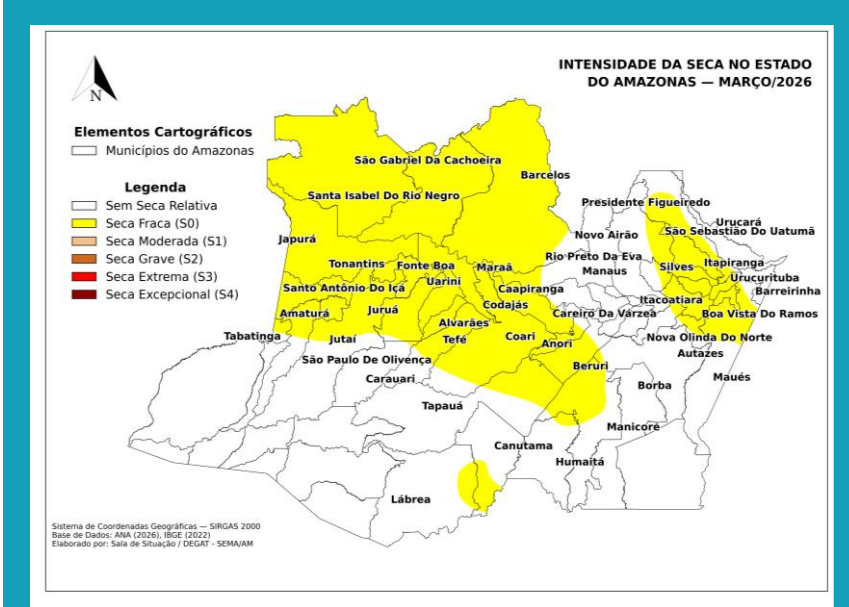 INTENSIDADE DA SECA NO ESTADO
DO AMAZONAS — MARÇO/2026
N
Elementos Cartográficos
Municípios do Amazonas
Legenda
Sem Seca Relativa
Seca Fraca (S0)
Seca Moderada (S1)
Seca Grave (S2)
Seca Extrema (S3)
Seca Excepcional (S4)
São Gabriel Da Cachoeira
Barcelos
Santa Isabel Do Rio Negro
Presidente Figueiredo
Urucará
São Sebastião Do Uatumã
Japurá
Novo Airão
Rio Preto Da Eva
Tonantins
Fonte Boa
Maraã
Manaus
Silves
Itapiranga
Urucurituba
Santo Antônio Do Içá
Uarini
Caapiranga
Barreirinha
Codajás
Itacoatiara
Amaturá
Juruá
Careiro Da Várzea
Boa Vista Do Ramos
Alvarães
Tabatinga
Jutaí
Tefé
Coari
Anori
Nova Olinda Do Norte
Autazes
São Paulo De Olivença
Beruri
Carauari
Borba
Maués
Tapauá
Manicoré
Canutama
Humaitá
Lábrea
Sistema de Coordenadas Geográficas — SIRGAS 2000
Base de Dados: ANA (2026), IBGE (2022)
Elaborado por: Sala de Situação / DEGAT - SEMA/AM